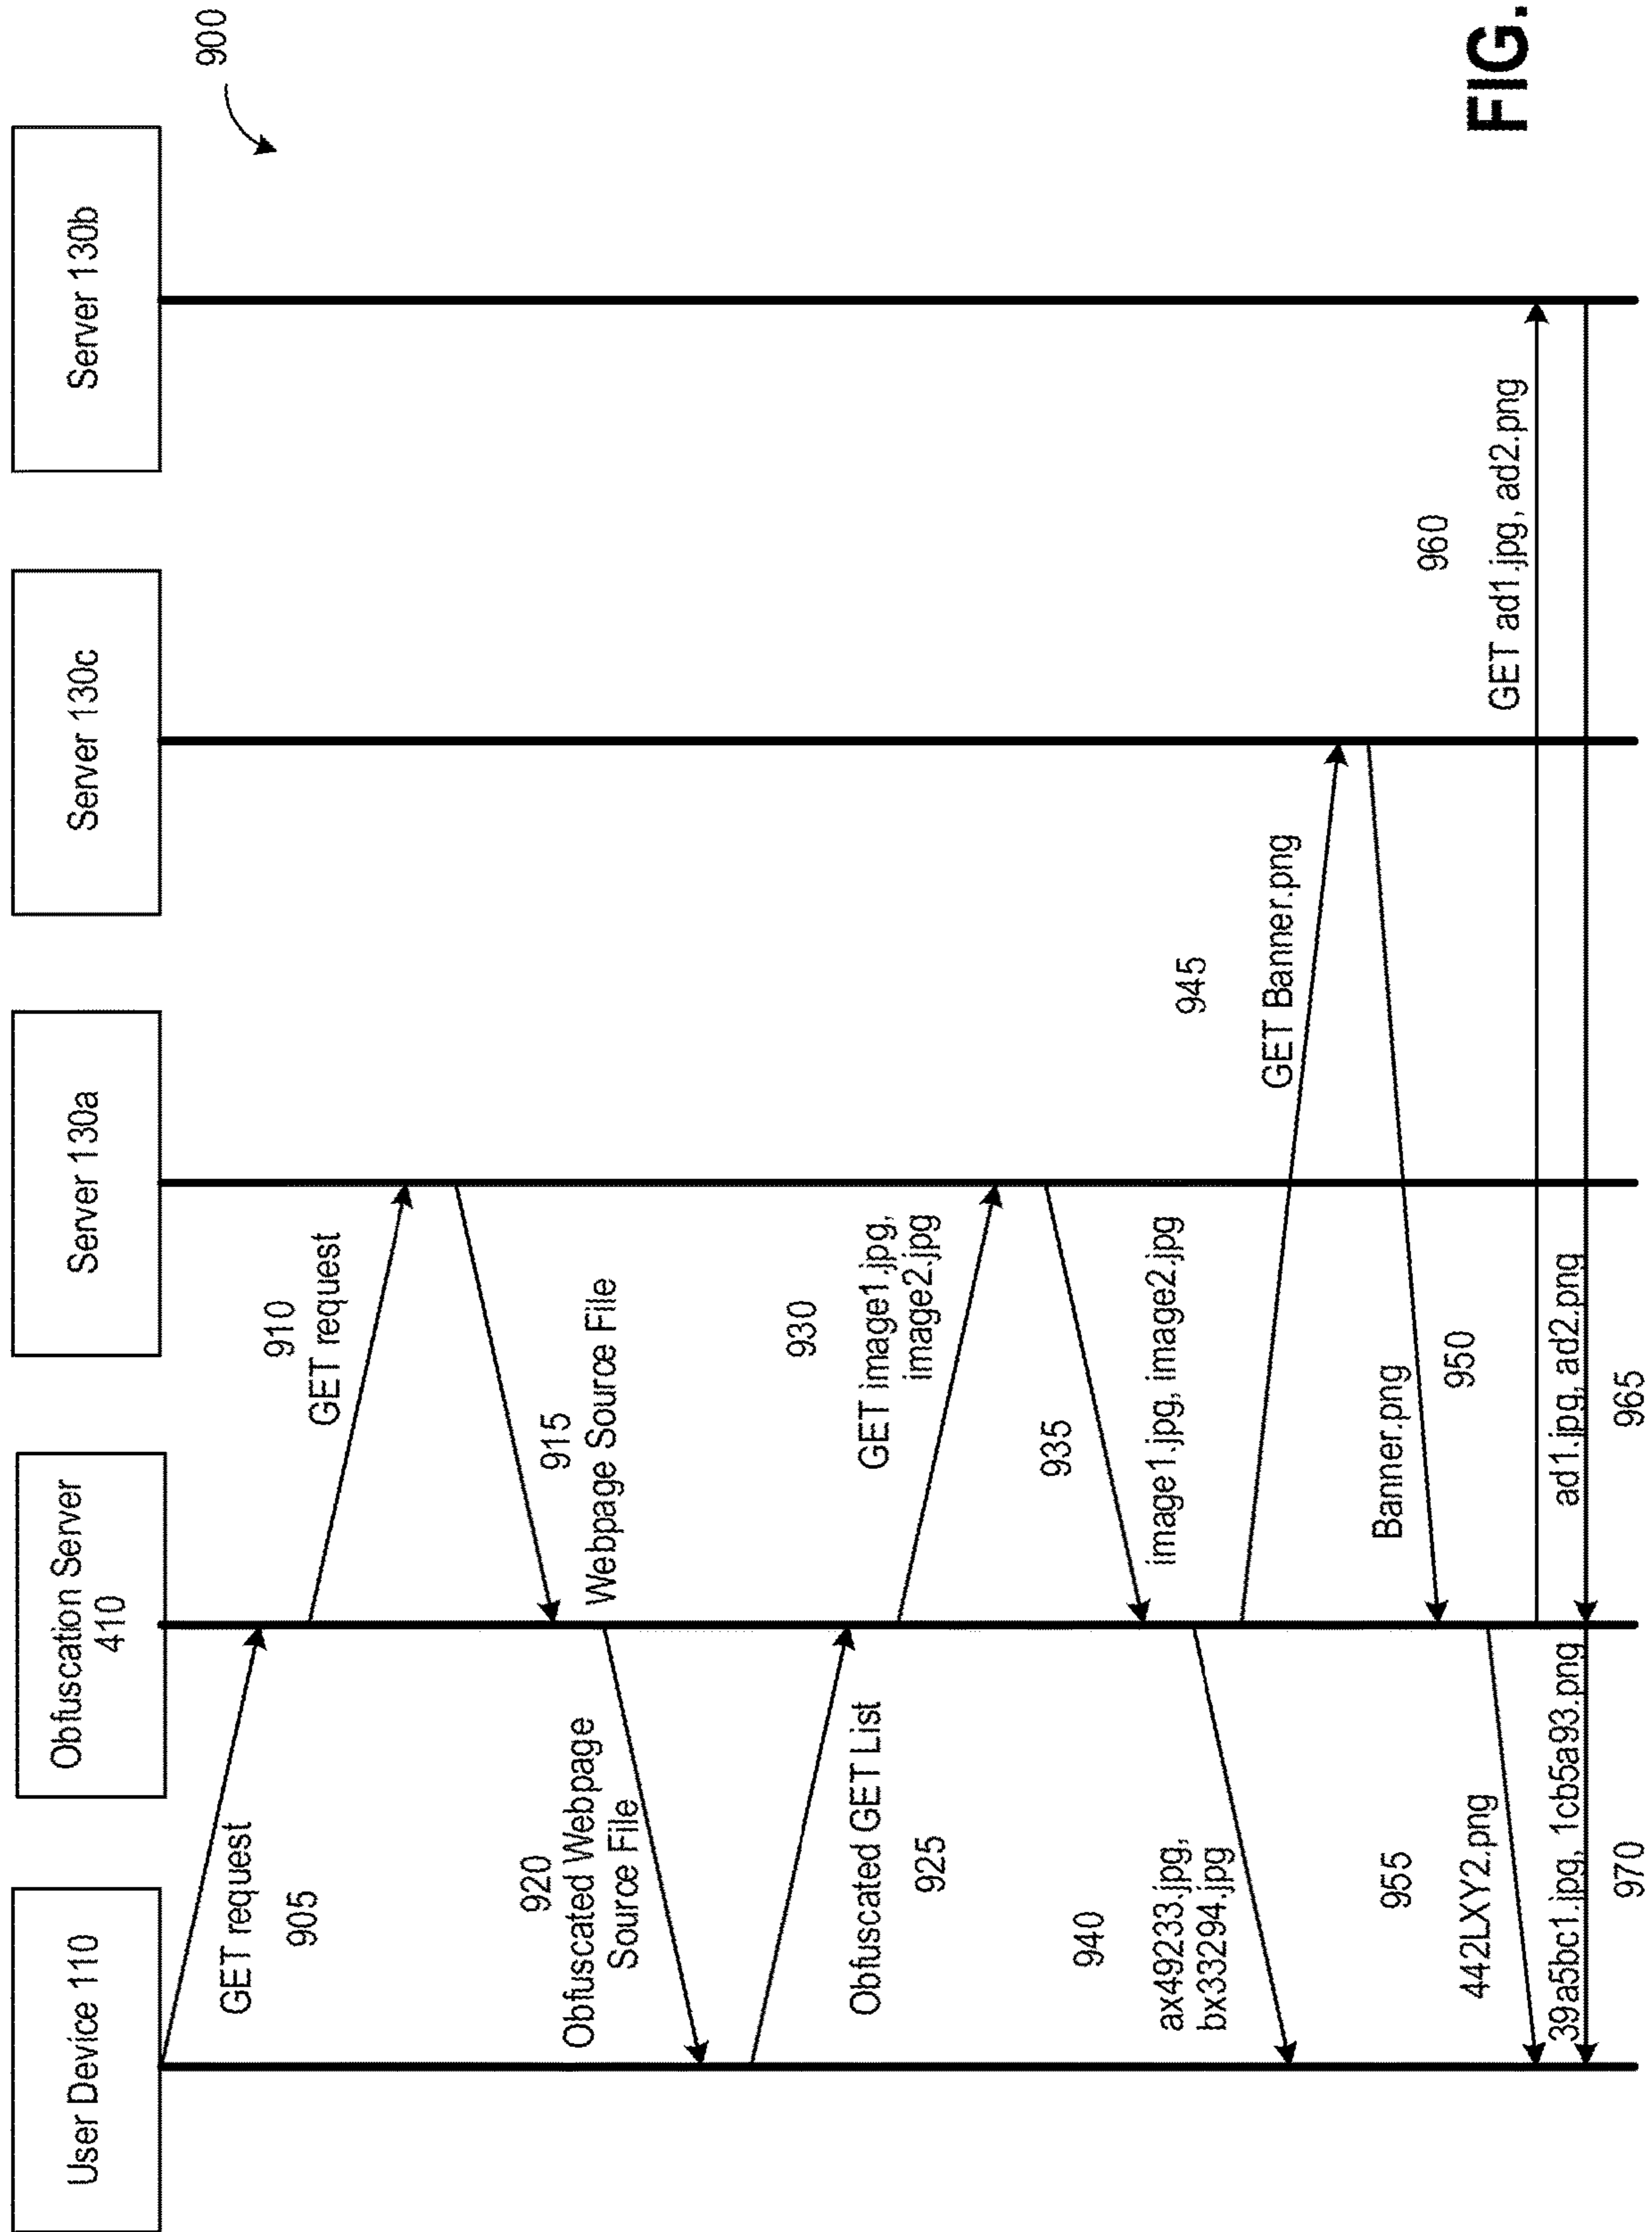 User Device 110
Obfuscation Server
410
Server 130a
Server 130c
Server 130b
900
GET request
905
910
GET request
915
Webpage Source File
920
Obfuscated Webpage
Source File
Obfuscated GET List
925
930
GET image1.jpg,
image2.jpg
935
image1.jpg, image2.jpg
940
ax49233.jpg,
bx33294.jpg
945
GET Banner.png
Banner.png
950
955
442LXY2.png
960
GET ad1.jpg, ad2.png
ad1.jpg, ad2.png
965
39a5bc1.jpg, 1cb5a93.png
970
FIG.